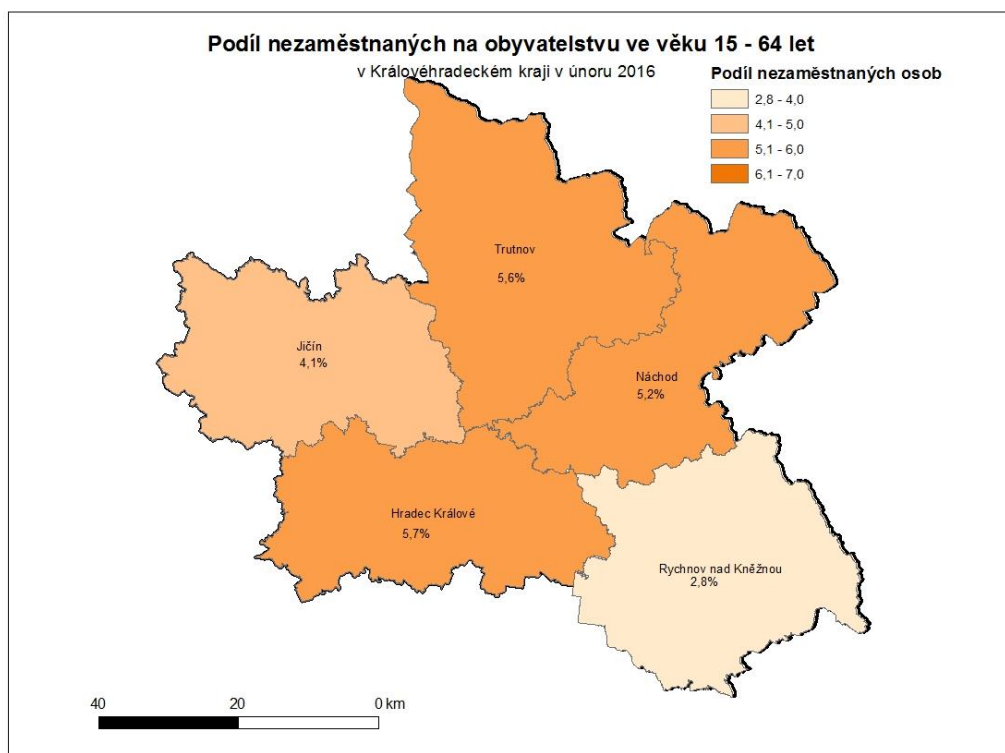 Podíl nezaměstnaných na obyvatelstvu ve věku 15 - 64 let
v Královéhradeckém kraji v únoru 2016
Podíl nezaměstnaných osob
2,8 - 4,0
4,1 - 5,0
5,1 - 6,0
6,1 - 7,0
Trutnov
5,6%
Jičín
4,1%
Náchod
5,2%
Hradec Králové
5,7%
Rychnov nad Kněžnou
2,8%
40 20 0 km